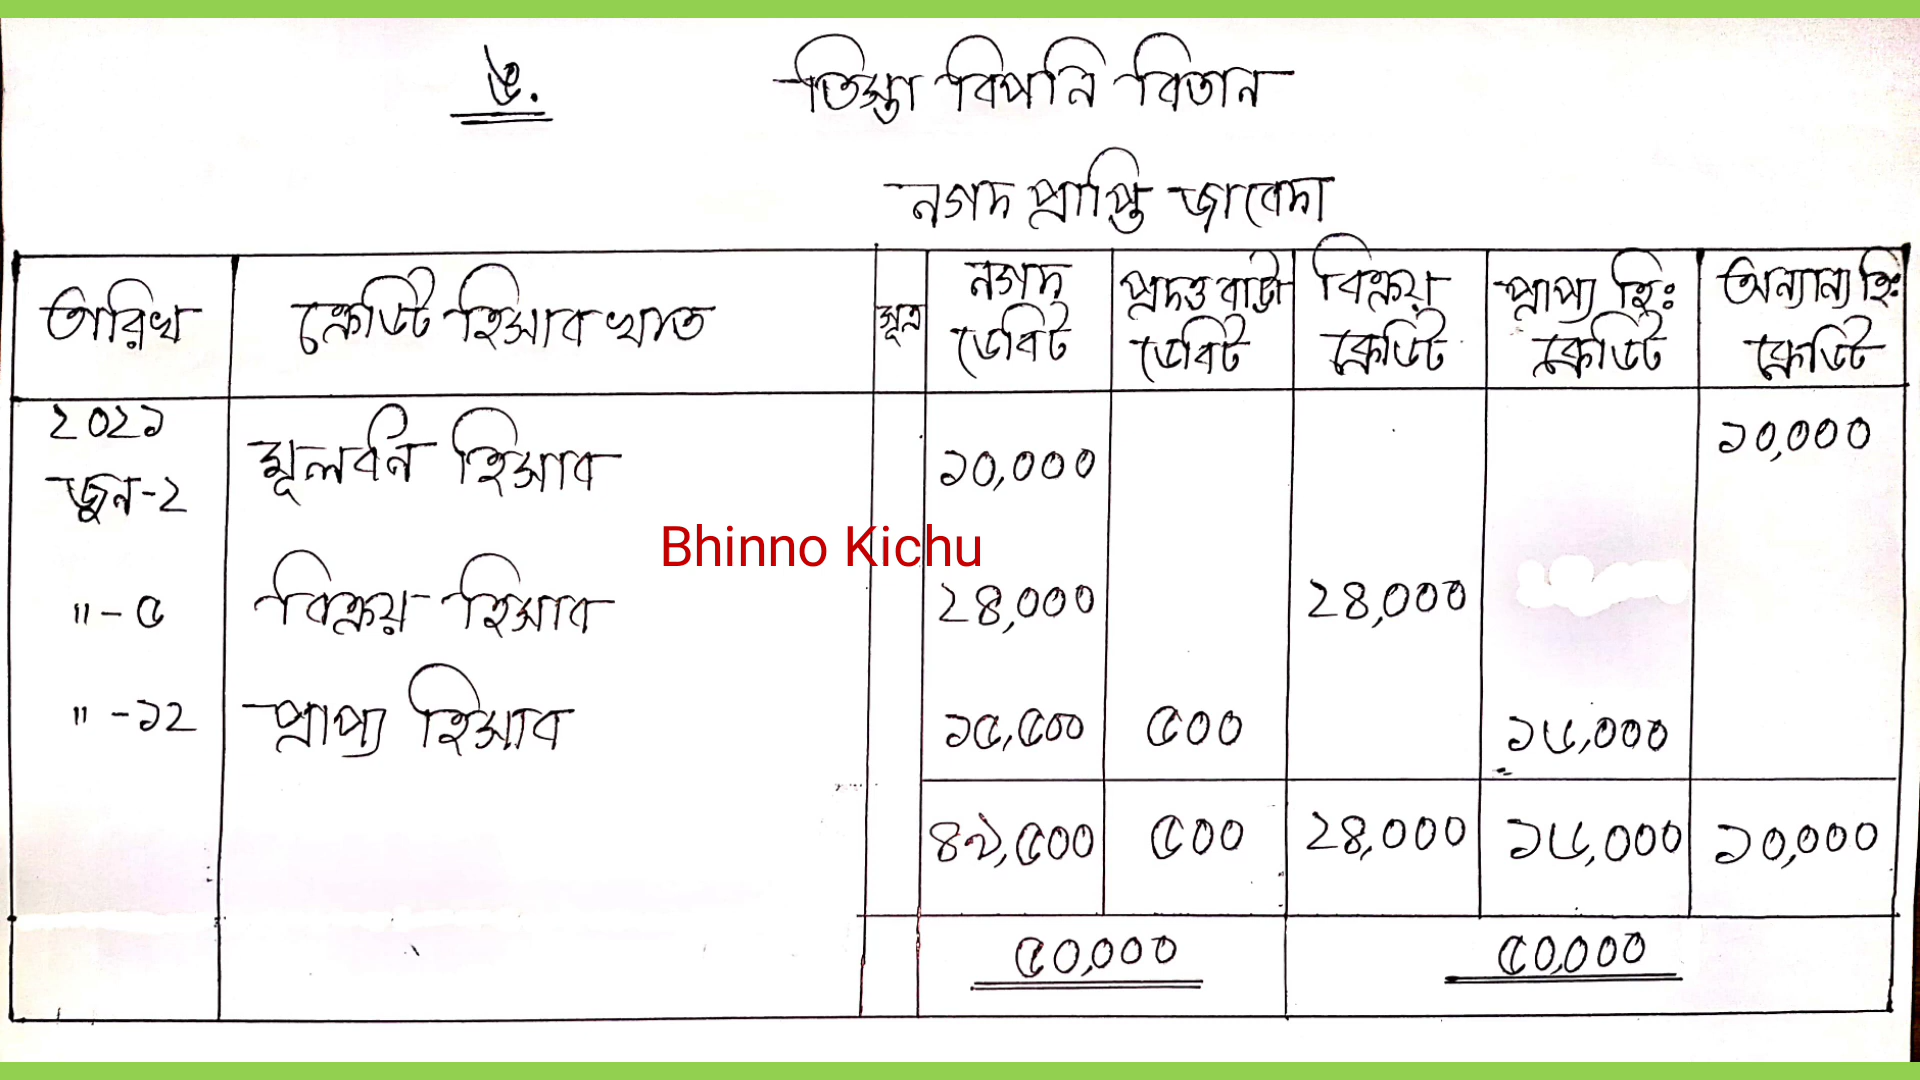 ৬.
তিস্তা বিপনি বিতান
নগদ প্রাপ্তি জাবেদা
তারিখ ক্রেডিট হিসাব খাত সূত্র নগদ ডেবিট প্রদত্ত বাট্টা ডেবিট বিক্রয় ক্রেডিট প্রাপ্য হিঃ ক্রেডিট অন্যান্য হিঃ ক্রেডিট
২০২১
জুন-২ মূলধন হিসাব ১০,০০০ ১০,০০০
Bhinno Kichu
"-৫ বিক্রয় হিসাব ২৪,০০০ ২৪,০০০
"-১২ প্রাপ্য হিসাব ১৫,৫০০ ৫০০ ১৬,০০০
৪৯,৫০০ ৫০০ ২৪,০০০ ১৬,০০০ ১০,০০০
৫০,০০০ ৫০,০০০